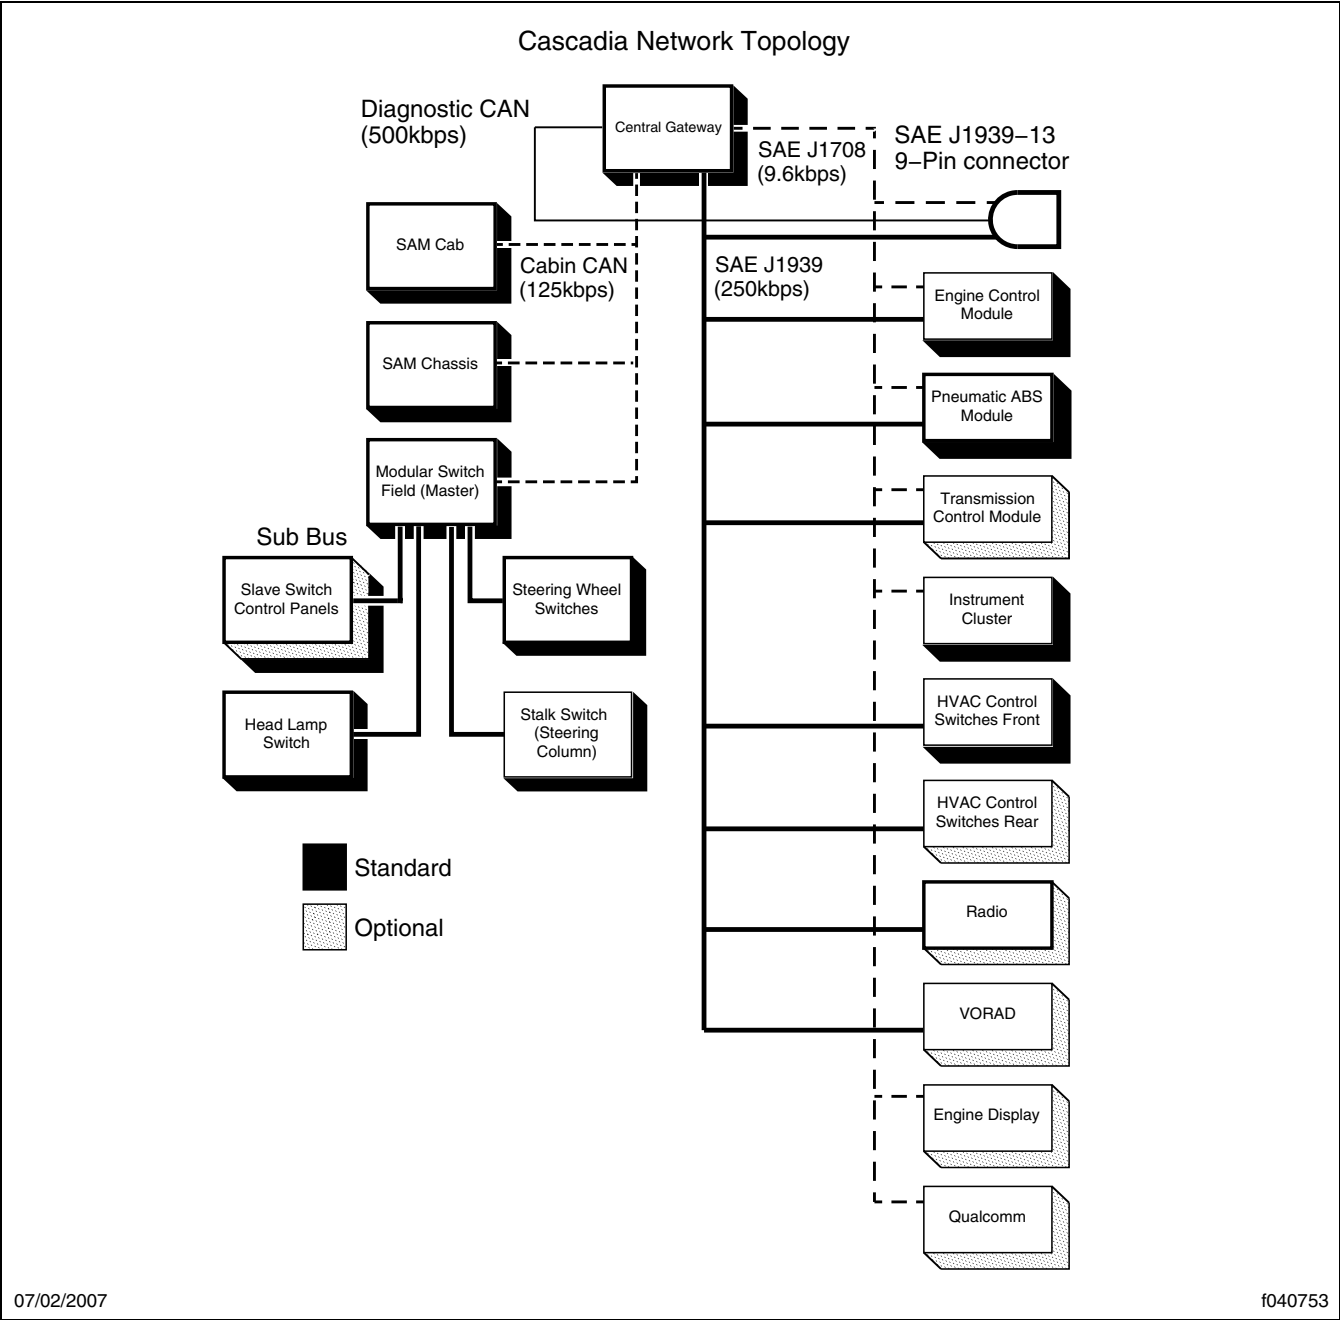 Cascadia Network Topology
Diagnostic CAN
(500kbps)
Central Gateway
SAE J1708
(9.6kbps)
SAE J1939–13
9–Pin connector
SAM Cab
Cabin CAN
(125kbps)
SAE J1939
(250kbps)
Engine Control
Module
SAM Chassis
Pneumatic ABS
Module
Modular Switch
Field (Master)
Transmission
Control Module
Sub Bus
Slave Switch
Control Panels
Steering Wheel
Switches
Instrument
Cluster
Head Lamp
Switch
Stalk Switch
(Steering
Column)
HVAC Control
Switches Front
HVAC Control
Switches Rear
Standard
Optional
Radio
VORAD
Engine Display
Qualcomm
07/02/2007
f040753